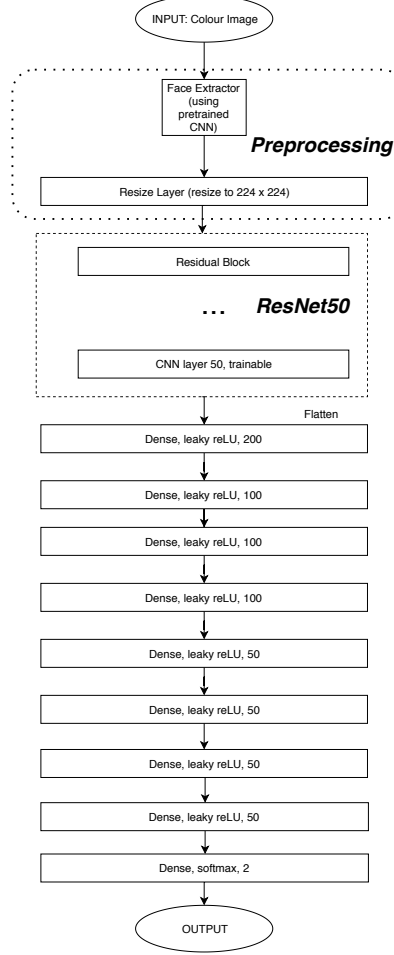 INPUT: Colour Image
Face Extractor
(using
pretrained
CNN)
Preprocessing
Resize Layer (resize to 224 x 224)
Residual Block
... ResNet50
CNN layer 50, trainable
Flatten
Dense, leaky reLU, 200
Dense, leaky reLU, 100
Dense, leaky reLU, 100
Dense, leaky reLU, 100
Dense, leaky reLU, 50
Dense, leaky reLU, 50
Dense, leaky reLU, 50
Dense, leaky reLU, 50
Dense, softmax, 2
OUTPUT